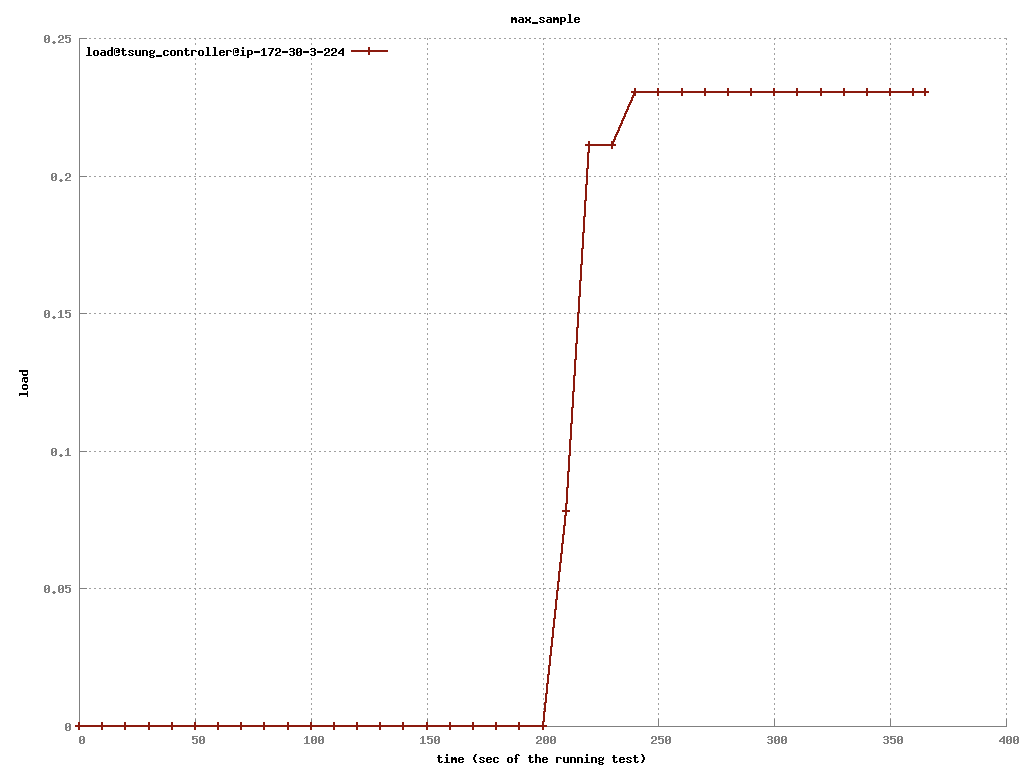 max_sample
load@tsung_controller@ip-172-30-3-224
0.25
0.2
0.15
0.1
0.05
0
load
0 50 100 150 200 250 300 350 400
time (sec of the running test)